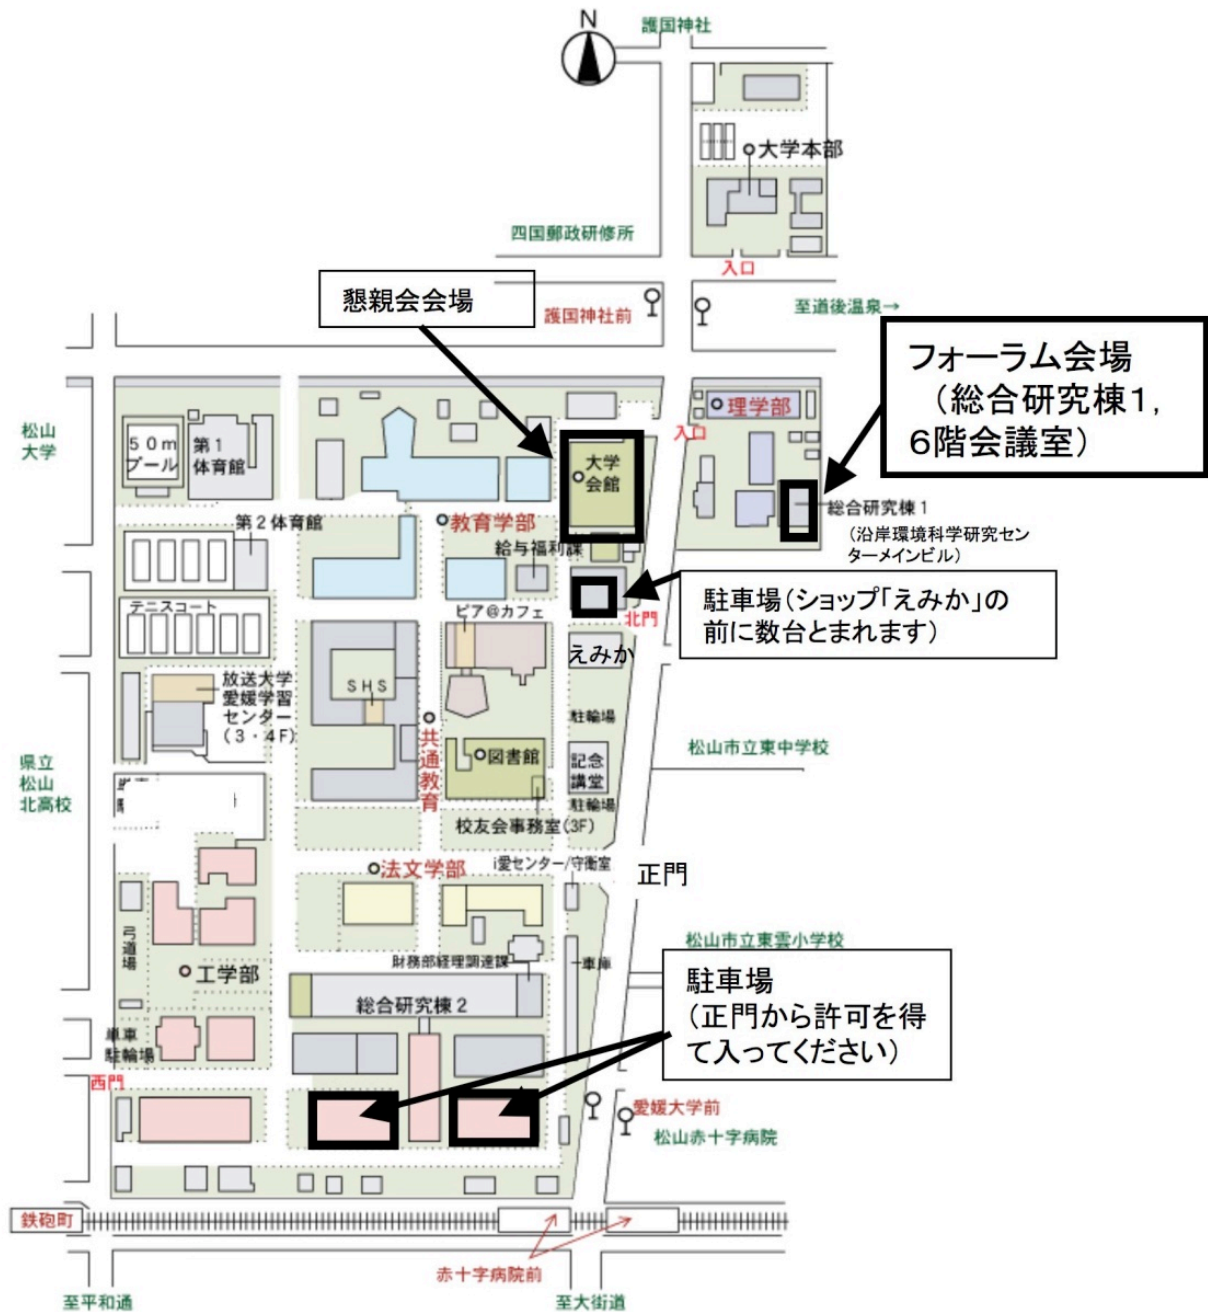 N
護国神社
大学本部
四国郵政研修所
入口
懇親会会場
護国神社前
至道後温泉→
フォーラム会場
(総合研究棟1,
6階会議室)
松山
大学
50m
プール
第1
体育館
大学
会館
理学部
入口
総合研究棟1
(沿岸環境科学研究セン
ターメインビル)
第2体育館
教育学部
給与福利課
駐車場(ショップ「えみか」の
前に数台とまれます)
テニスコート
ピア@カフェ
北門
えみか
放送大学
愛媛学習
センター
(3・4F)
SHS
共通教育
図書館
駐輪場
記念
講堂
駐輪場
松山市立東中学校
県立
松山
北高校
校友会事務室(3F)
法文学部
i愛センター/守衛室
正門
弓道場
工学部
財務部経理調達課
車庫
松山市立東雲小学校
総合研究棟2
駐車場
(正門から許可を得
て入ってください)
単車
駐輪場
西門
愛媛大学前
松山赤十字病院
鉄砲町
赤十字病院前
至平和通
至大街道